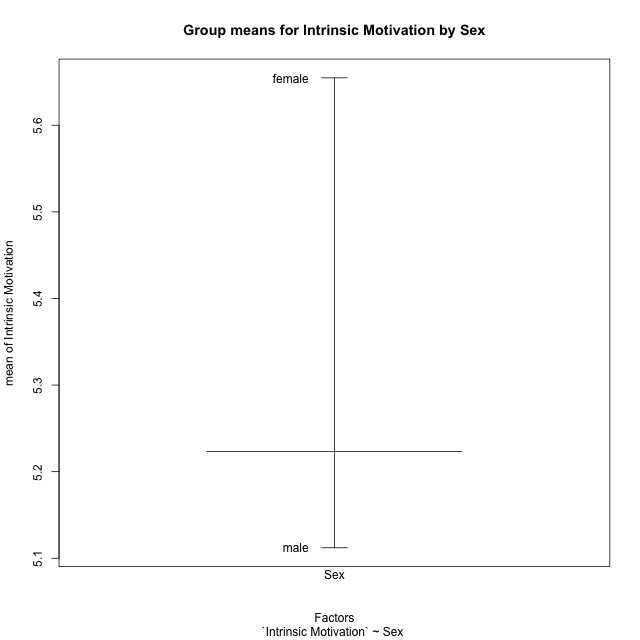 Group means for Intrinsic Motivation by Sex
female
5.6
5.5
5.4
5.3
5.2
5.1
mean of Intrinsic Motivation
male
Sex
Factors
`Intrinsic Motivation` ~ Sex